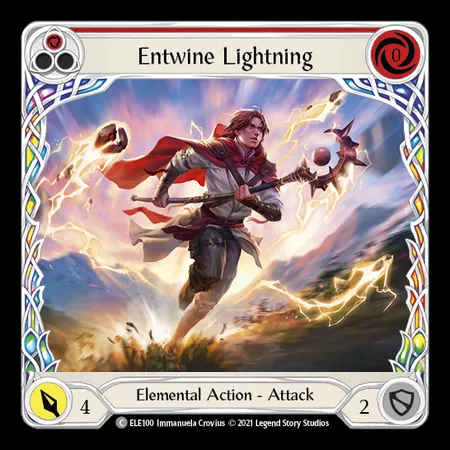 Entwine Lightning
0
Elemental Action - Attack
4
2
C ELE100 Immanuela Crovius © 2021 Legend Story Studios